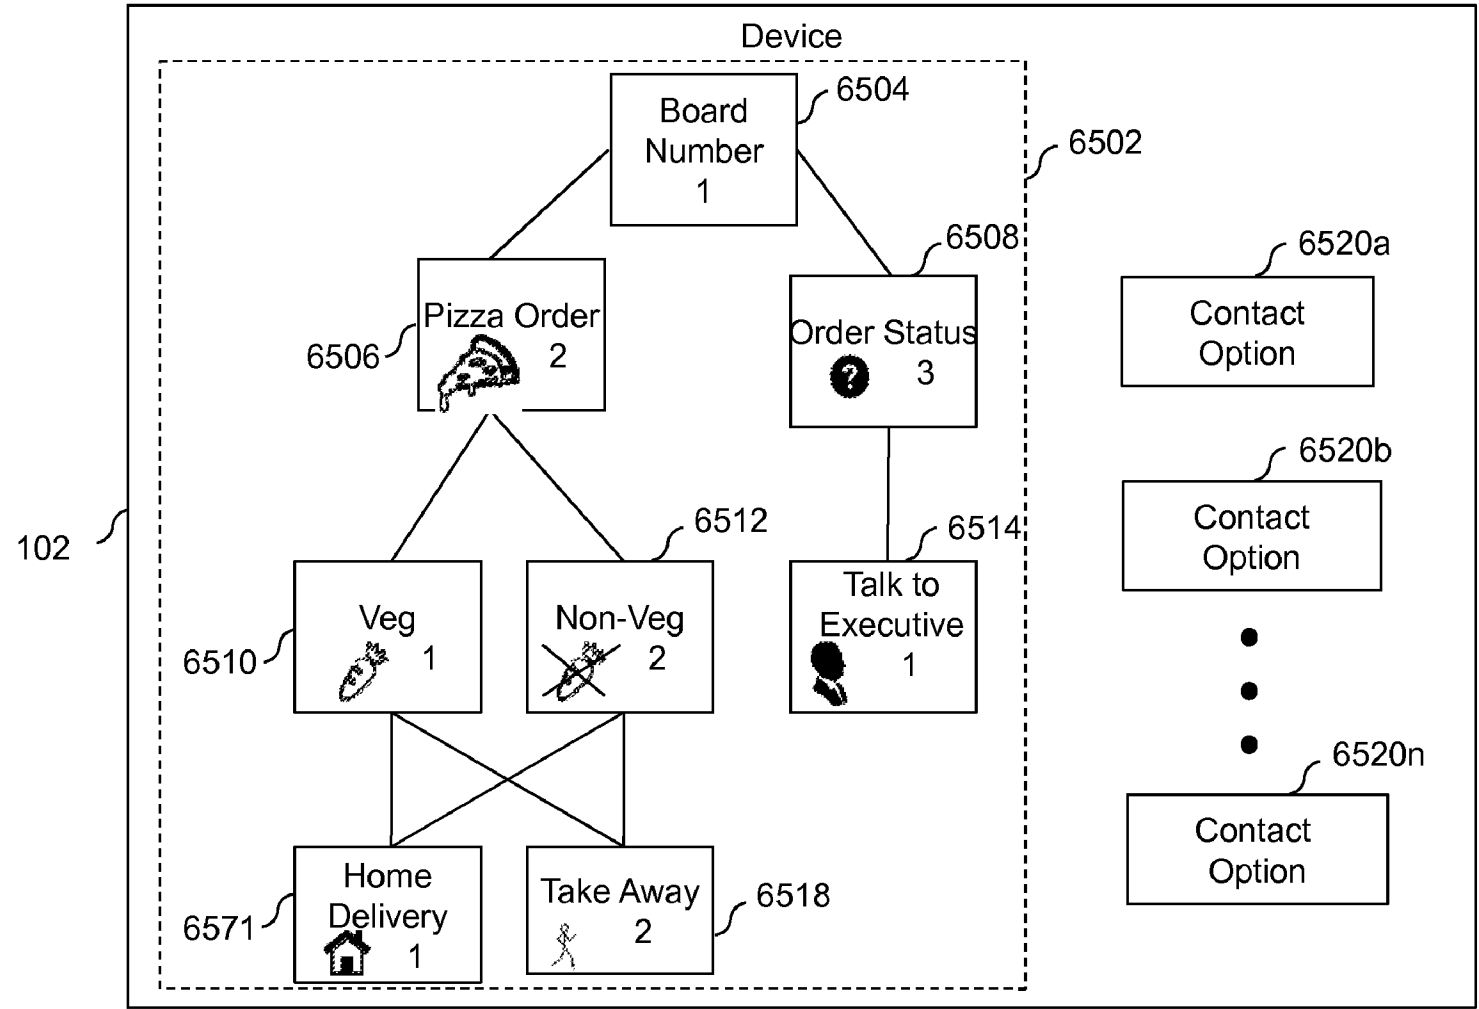 Device
6504
Board
Number
1
6502
6508
6520a
Pizza Order
2
6506
Order Status
?
3
Contact
Option
6520b
Contact
Option
102
6512
6514
Veg
1
6510
Non-Veg
2
Talk to
Executive
1
6520n
Contact
Option
Home
Delivery
1
6571
Take Away
2
6518